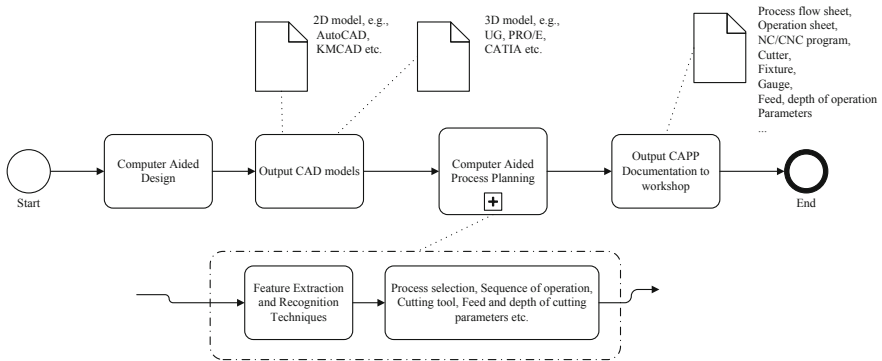 2D model, e.g.,
AutoCAD,
KMCAD etc.
3D model, e.g.,
UG, PRO/E,
CATIA etc.
Process flow sheet,
Operation sheet,
NC/CNC program,
Cutter,
Fixture,
Gauge,
Feed, depth of operation
Parameters
...
Start
Computer Aided
Design
Output CAD models
Computer Aided
Process Planning
Output CAPP
Documentation to
workshop
End
Feature Extraction
and Recognition
Techniques
Process selection, Sequence of operation,
Cutting tool, Feed and depth of cutting
parameters etc.